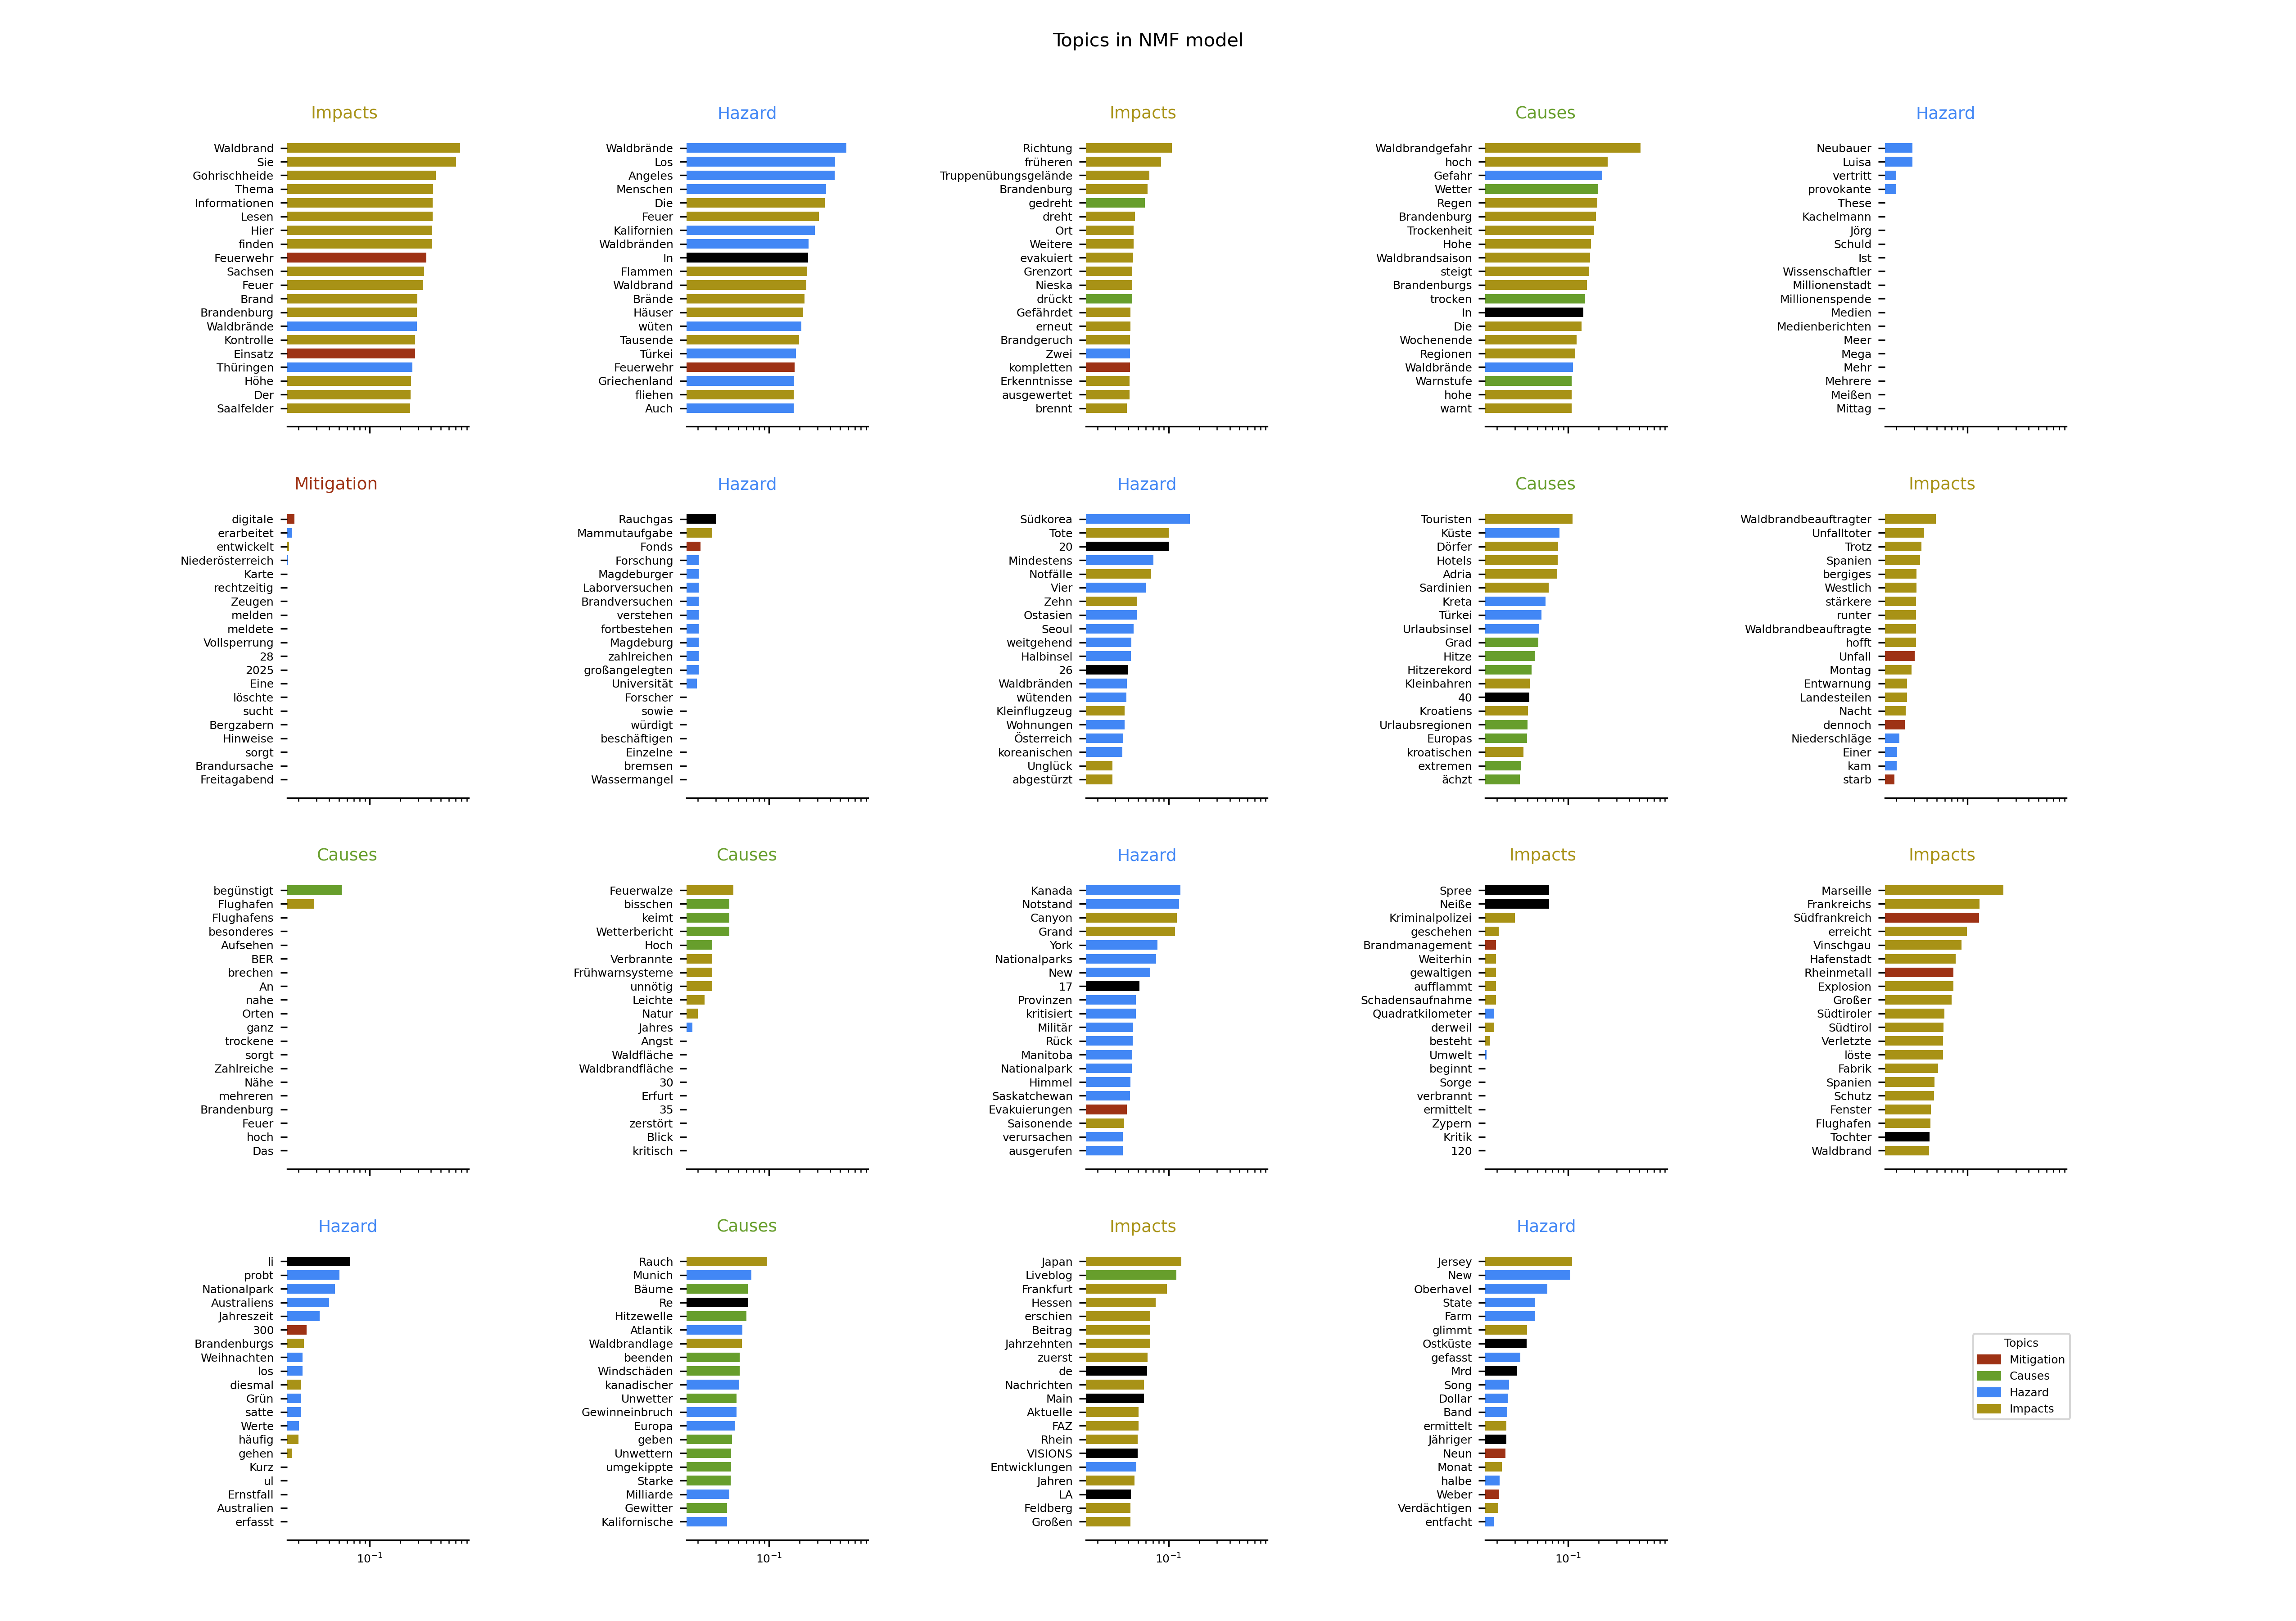 Topics in NMF model
Impacts
Waldbrand
Sie
Gohrischheide
Thema
Informationen
Lesen
Hier
finden
Feuerwehr
Sachsen
Feuer
Brand
Brandenburg
Waldbrände
Kontrolle
Einsatz
Thüringen
Höhe
Der
Saalfelder
Hazard
Waldbrände
Los
Angeles
Menschen
Die
Feuer
Kalifornien
Waldbränden
In
Flammen
Waldbrand
Brände
Häuser
wüten
Tausende
Türkei
Feuerwehr
Griechenland
fliehen
Auch
Impacts
Richtung
früheren
Truppenübungsgelände
Brandenburg
gedreht
dreht
Ort
Weitere
evakuiert
Grenzort
Nieska
drückt
Gefährdet
erneut
Brandgeruch
Zwei
kompletten
Erkenntnisse
ausgewertet
brennt
Causes
Waldbrandgefahr
hoch
Gefahr
Wetter
Regen
Brandenburg
Trockenheit
Hohe
Waldbrandsaison
steigt
Brandenburgs
trocken
In
Die
Wochenende
Regionen
Waldbrände
Warnstufe
hohe
warnt
Hazard
Neubauer
Luisa
vertritt
provokante
These
Kachelmann
Jörg
Schuld
Ist
Wissenschaftler
Millionenstadt
Millionenspende
Medien
Medienberichten
Meer
Mega
Mehr
Mehrere
Meißen
Mittag
Mitigation
digitale
erarbeitet
entwickelt
Niederösterreich
Karte
rechtzeitig
Zeugen
melden
meldete
Vollsperrung
28
2025
Eine
löschte
sucht
Bergzabern
Hinweise
sorgt
Brandursache
Freitagabend
Hazard
Rauchgas
Mammutaufgabe
Fonds
Forschung
Magdeburger
Laborversuchen
Brandversuchen
verstehen
fortbestehen
Magdeburg
zahlreichen
großangelegten
Universität
Forscher
sowie
würdigt
beschäftigen
Einzelne
bremsen
Wassermangel
Hazard
Südkorea
Tote
20
Mindestens
Notfälle
Vier
Zehn
Ostasien
Seoul
weitgehend
Halbinsel
26
Waldbränden
wütenden
Kleinflugzeug
Wohnungen
Österreich
koreanischen
Unglück
abgestürzt
Causes
Touristen
Küste
Dörfer
Hotels
Adria
Sardinien
Kreta
Türkei
Urlaubsinsel
Grad
Hitze
Hitzerekord
Kleinbahren
40
Kroatiens
Urlaubsregionen
Europas
kroatischen
extremen
ächzt
Impacts
Waldbrandbeauftragter
Unfalltoter
Trotz
Spanien
bergiges
Westlich
stärkere
runter
Waldbrandbeauftragte
hofft
Unfall
Montag
Entwarnung
Landesteilen
Nacht
dennoch
Niederschläge
Einer
kam
starb
Causes
begünstigt
Flughafen
Flughafens
besonderes
Aufsehen
BER
brechen
An
nahe
Orten
ganz
trockene
sorgt
Zahlreiche
Nähe
mehreren
Brandenburg
Feuer
hoch
Das
Causes
Feuerwalze
bisschen
keimt
Wetterbericht
Hoch
Verbrannte
Frühwarnsysteme
unnötig
Leichte
Natur
Jahres
Angst
Waldfläche
Waldbrandfläche
30
Erfurt
35
zerstört
Blick
kritisch
Hazard
Kanada
Notstand
Canyon
Grand
York
Nationalparks
New
17
Provinzen
kritisiert
Militär
Rück
Manitoba
Nationalpark
Himmel
Saskatchewan
Evakuierungen
Saisonende
verursachen
ausgerufen
Impacts
Spree
Neiße
Kriminalpolizei
geschehen
Brandmanagement
Weiterhin
gewaltigen
aufflammt
Schadensaufnahme
Quadratkilometer
derweil
besteht
Umwelt
beginnt
Sorge
verbrannt
ermittelt
Zypern
Kritik
120
Impacts
Marseille
Frankreichs
Südfrankreich
erreicht
Vinschgau
Hafenstadt
Rheinmetall
Explosion
Großer
Südtiroler
Südtirol
Verletzte
löste
Fabrik
Spanien
Schutz
Fenster
Flughafen
Tochter
Waldbrand
Hazard
li
probt
Nationalpark
Australiens
Jahreszeit
300
Brandenburgs
Weihnachten
los
diesmal
Grün
satte
Werte
häufig
gehen
Kurz
ul
Ernstfall
Australien
erfasst
10⁻¹
Causes
Rauch
Munich
Bäume
Re
Hitzewelle
Atlantik
Waldbrandlage
beenden
Windschäden
kanadischer
Unwetter
Gewinneinbruch
Europa
geben
Unwettern
umgekippte
Starke
Milliarde
Gewitter
Kalifornische
10⁻¹
Impacts
Japan
Liveblog
Frankfurt
Hessen
erschien
Beitrag
Jahrzehnten
zuerst
de
Nachrichten
Main
Aktuelle
FAZ
Rhein
VISIONS
Entwicklungen
Jahren
LA
Feldberg
Großen
10⁻¹
Hazard
Jersey
New
Oberhavel
State
Farm
glimmt
Ostküste
gefasst
Mrd
Song
Dollar
Band
ermittelt
Jähriger
Neun
Monat
halbe
Weber
Verdächtigen
entfacht
10⁻¹
Topics
Mitigation
Causes
Hazard
Impacts